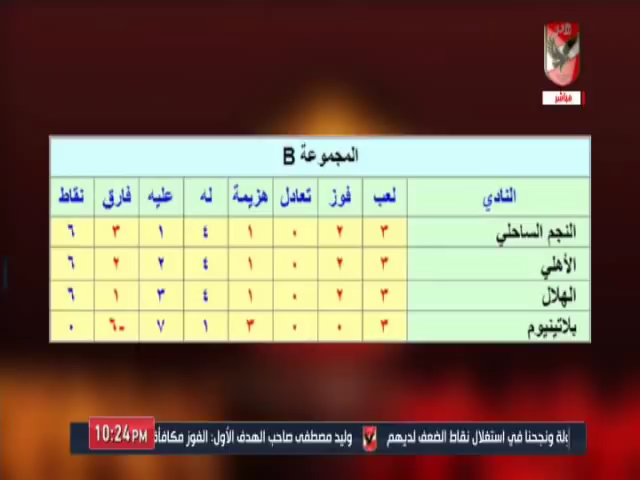 مباشر
المجموعة B
النادي لعب فوز تعادل هزيمة له عليه فارق نقاط
النجم الساحلي ٣ ٢ ٠ ١ ٤ ١ ٣ ٦
الأهلي ٣ ٢ ٠ ١ ٤ ٢ ٢ ٦
الهلال ٣ ٢ ٠ ١ ٤ ٣ ١ ٦
بلاتينيوم ٣ ٠ ٠ ٣ ١ ٧ ٦- ٠
ونجحنا في استغلال نقاط الضعف لديهم وليد مصطفى صاحب الهدف الأول: الفوز مكافأة 10:24 PM